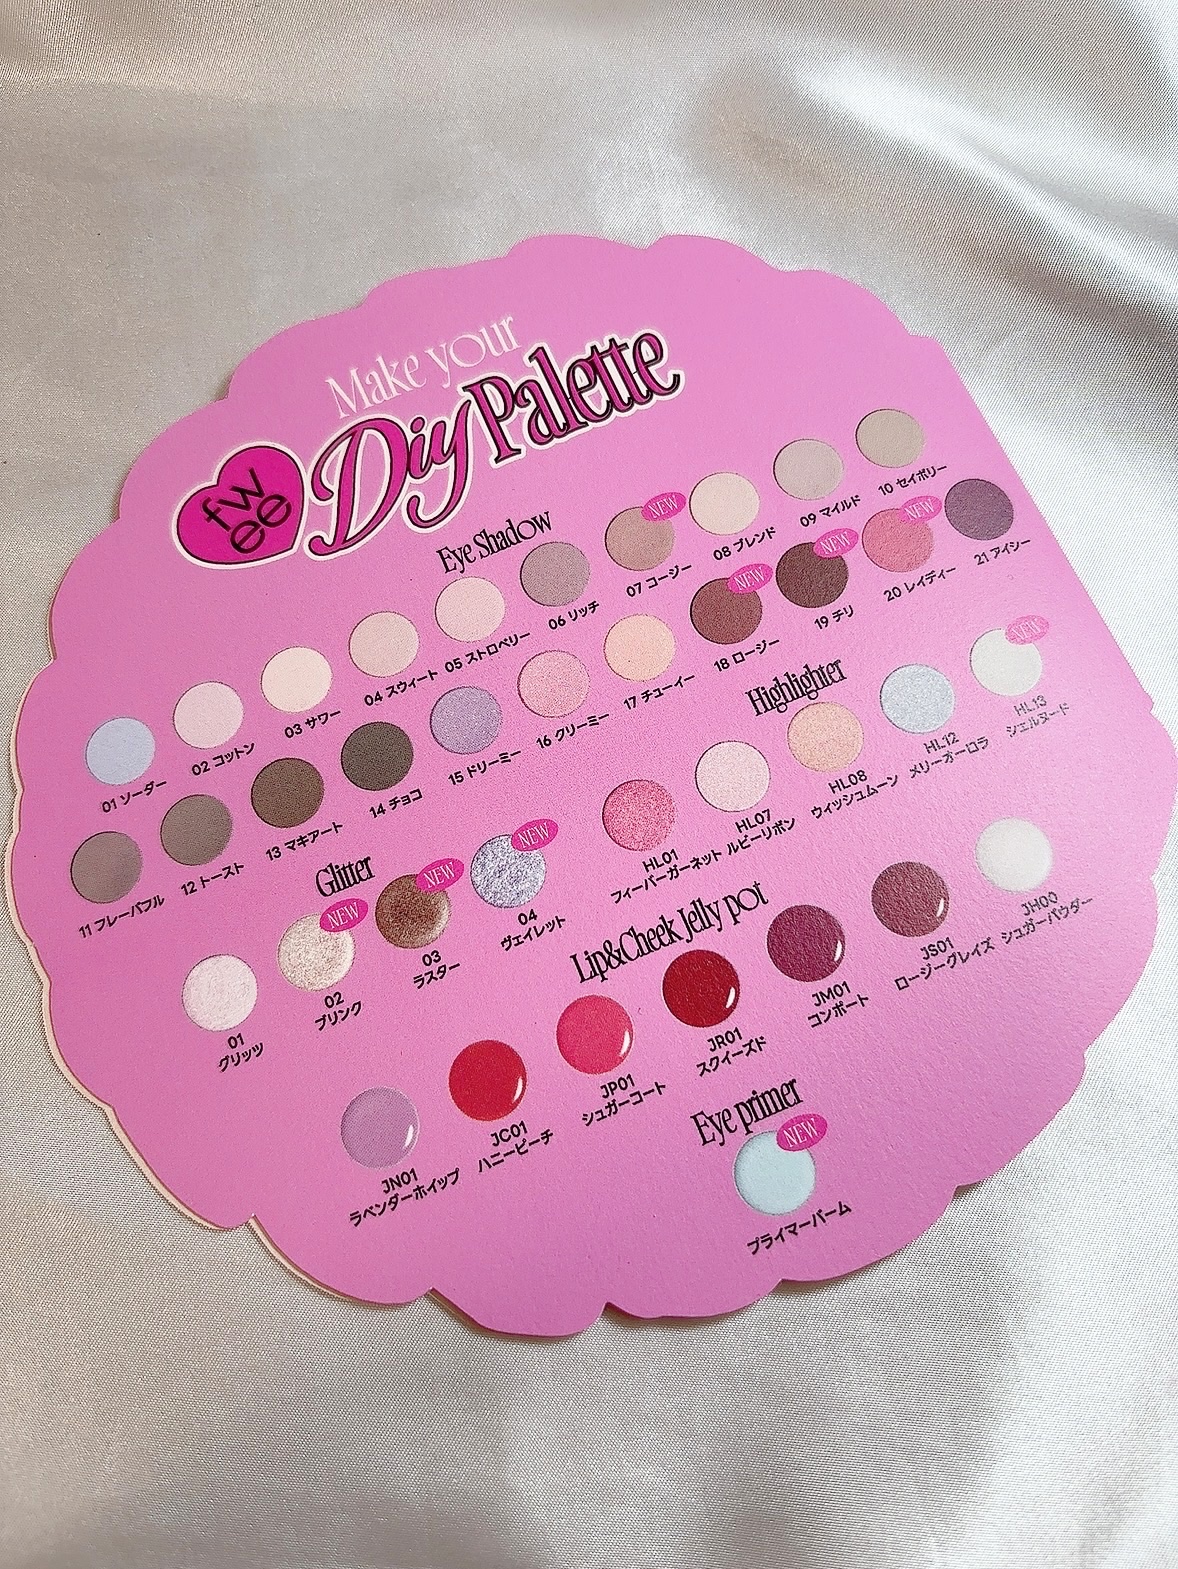 Make your
fw
ee
Diy Palette
Eye Shadow
01 ソーダー
02 コットン
03 サワー
04 スウィート
05 ストロベリー
06 リッチ
NEW
07 コージー
08 ブレンド
09 マイルド
10 セイボリー
11 フレーバフル
12 トースト
13 マキアート
14 チョコ
15 ドリーミー
16 クリーミー
17 チューイー
NEW
18 ロージー
NEW
19 チリ
NEW
20 レイディー
21 アイシー
Glitter
01
グリッツ
NEW
02
ブリンク
NEW
03
ラスター
NEW
04
ヴェイレット
Highlighter
HL01
フィーバーガーネット
HL07
ルビーリボン
HL08
ウィッシュムーン
HL12
メリーオーロラ
NEW
HL13
シェルヌード
Lip&Cheek Jelly pot
JN01
ラベンダーホイップ
JC01
ハニーピーチ
JP01
シュガーコート
JR01
スクイーズド
JM01
コンポート
JS01
ロージーグレイズ
JH00
シュガーパウダー
Eye primer
NEW
プライマーバーム